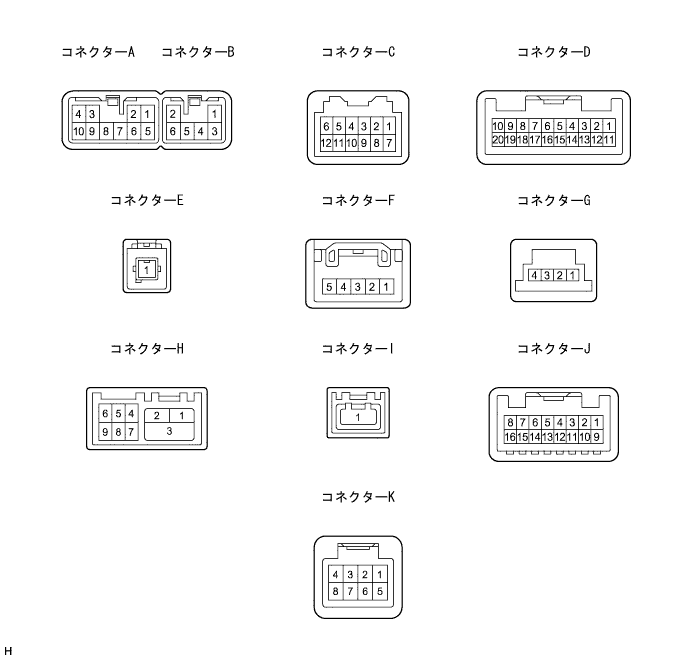 コネクターA コネクターB コネクターC コネクターD
4 3 2 1 2 1
10 9 8 7 6 5 6 5 4 3
6 5 4 3 2 1
12 11 10 9 8 7
10 9 8 7 6 5 4 3 2 1
20 19 18 17 16 15 14 13 12 11
コネクターE コネクターF コネクターG
1
5 4 3 2 1
4 3 2 1
コネクターH コネクターI コネクターJ
6 5 4 2 1
9 8 7 3
1
8 7 6 5 4 3 2 1
16 15 14 13 12 11 10 9
コネクターK
4 3 2 1
8 7 6 5
H